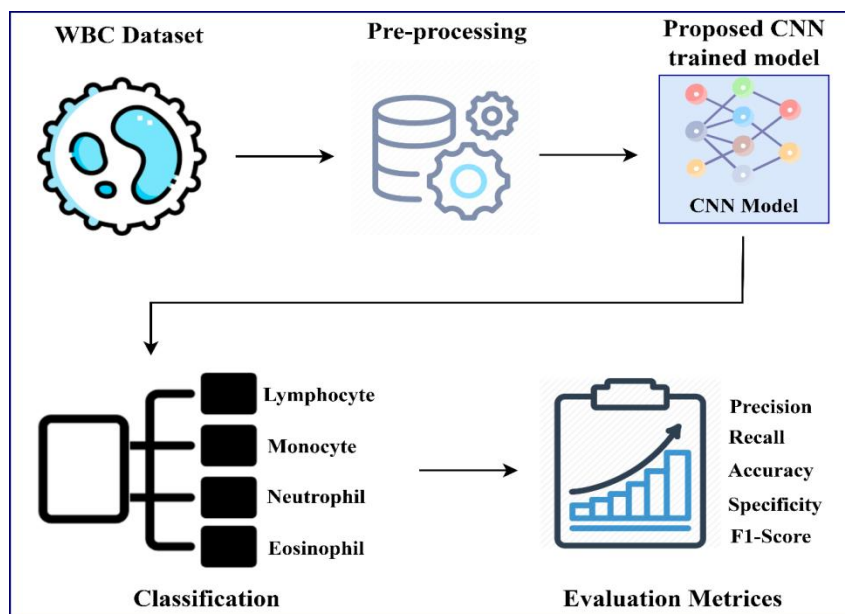 WBC Dataset
Pre-processing
Proposed CNN
trained model
CNN Model
Lymphocyte
Monocyte
Neutrophil
Eosinophil
Classification
Precision
Recall
Accuracy
Specificity
F1-Score
Evaluation Metrices